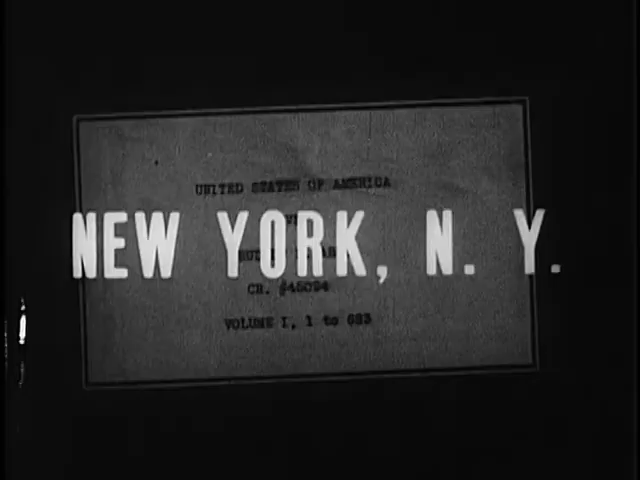 UNITED STATES OF AMERICA
NEW YORK, N. Y.
CR. #45094
VOLUME I, 1 to 683